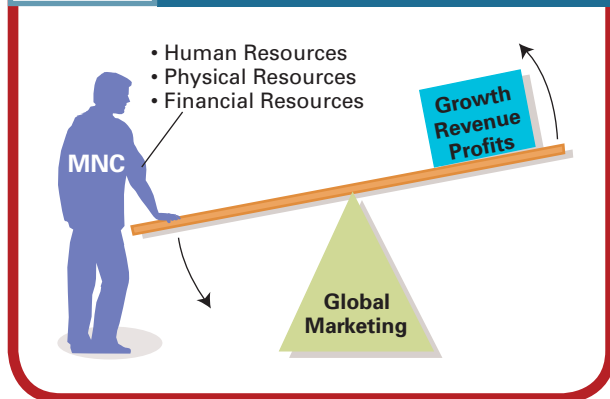 • Human Resources
• Physical Resources
• Financial Resources
MNC
Growth
Revenue
Profits
Global
Marketing